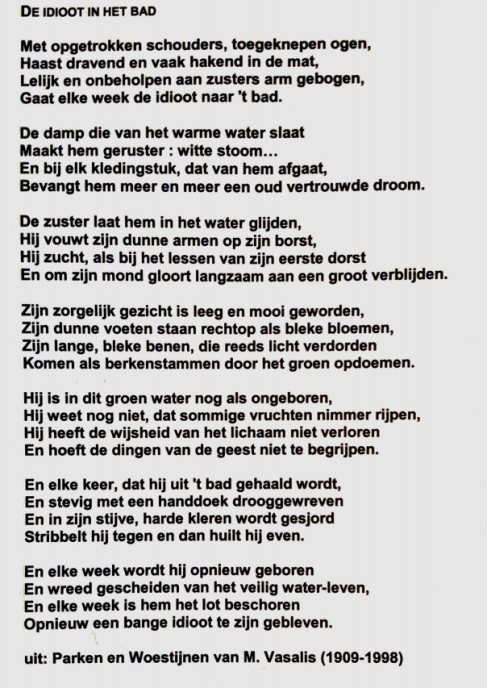 DE IDIOOT IN HET BAD
Met opgetrokken schouders, toegeknepen ogen,
Haast dravend en vaak hakend in de mat,
Lelijk en onbeholpen aan zusters arm gebogen,
Gaat elke week de idioot naar 't bad.
De damp die van het warme water slaat
Maakt hem geruster : witte stoom...
En bij elk kledingstuk, dat van hem afgaat,
Bevangt hem meer en meer een oud vertrouwde droom.
De zuster laat hem in het water glijden,
Hij vouwt zijn dunne armen op zijn borst,
Hij zucht, als bij het lessen van zijn eerste dorst
En om zijn mond gloort langzaam aan een groot verblijden.
Zijn zorgelijk gezicht is leeg en mooi geworden,
Zijn dunne voeten staan rechtop als bleke bloemen,
Zijn lange, bleke benen, die reeds licht verdorden
Komen als berkenstammen door het groen opdoemen.
Hij is in dit groen water nog als ongeboren,
Hij weet nog niet, dat sommige vruchten nimmer rijpen,
Hij heeft de wijsheid van het lichaam niet verloren
En hoeft de dingen van de geest niet te begrijpen.
En elke keer, dat hij uit 't bad gehaald wordt,
En stevig met een handdoek drooggewreven
En in zijn stijve, harde kleren wordt gesjord
Stribbelt hij tegen en dan huilt hij even.
En elke week wordt hij opnieuw geboren
En wreed gescheiden van het veilig water-leven,
En elke week is hem het lot beschoren
Opnieuw een bange idioot te zijn gebleven.
uit: Parken en Woestijnen van M. Vasalis (1909-1998)